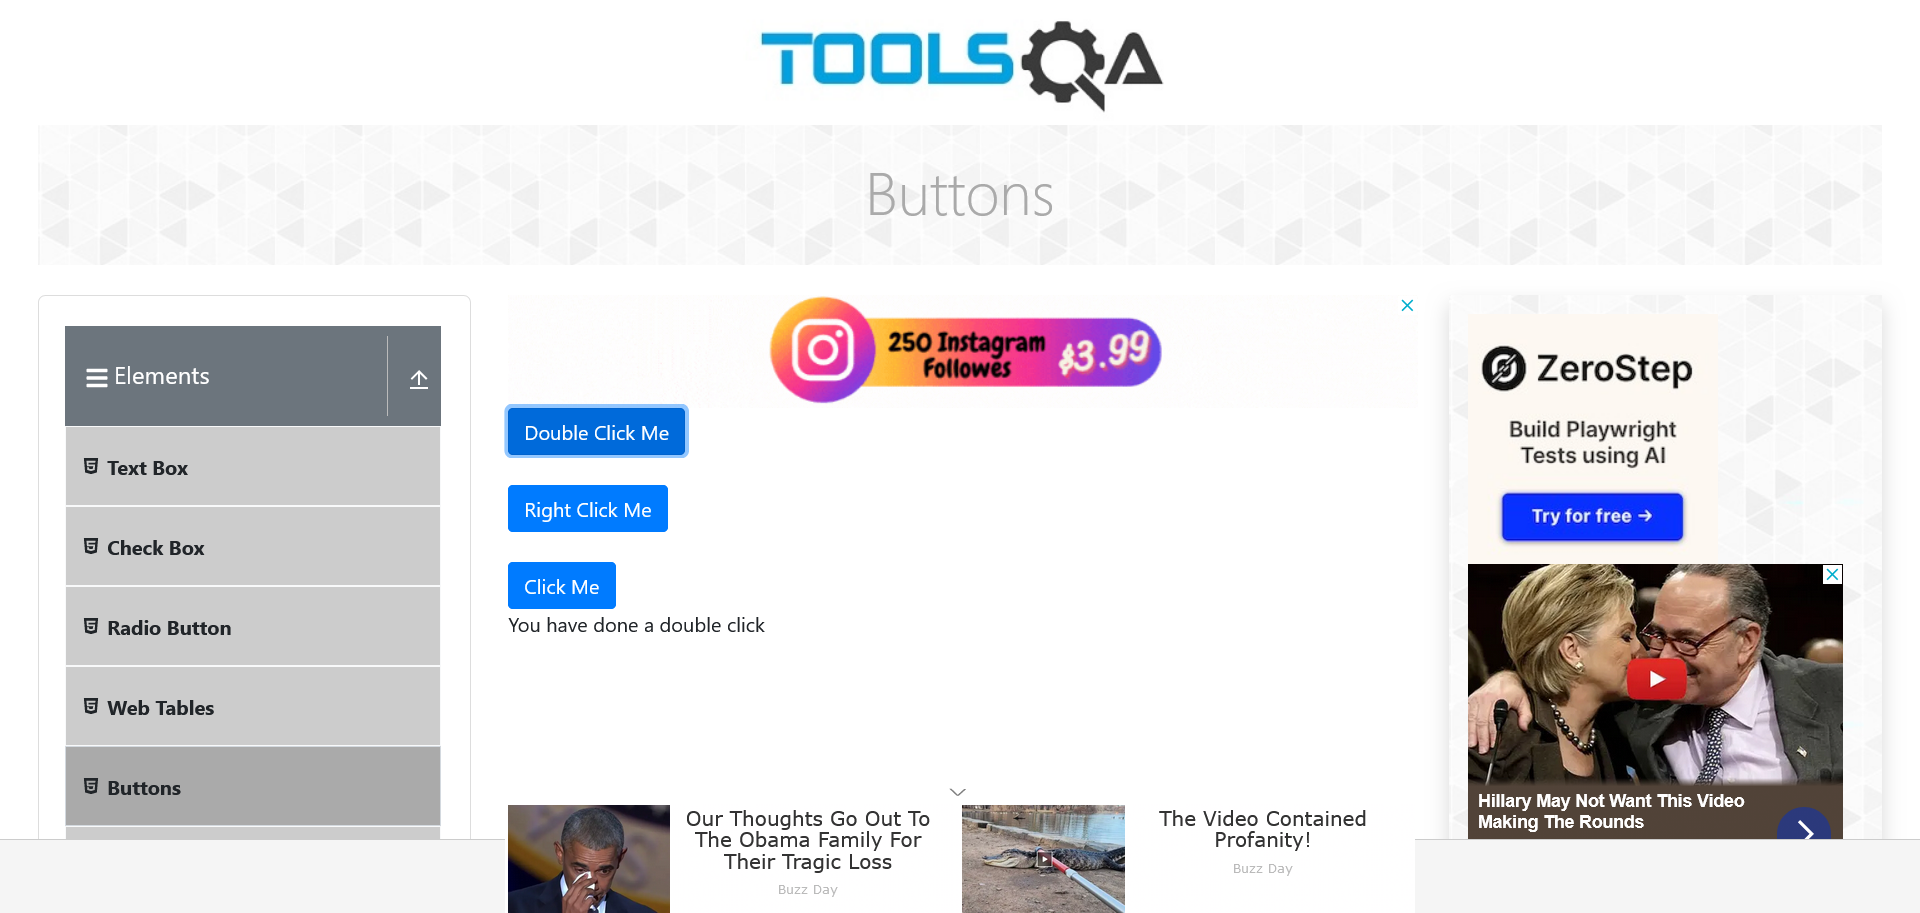 TOOLSQA
Buttons
Elements
Text Box
Check Box
Radio Button
Web Tables
Buttons
250 Instagram
Followes
$3.99
Double Click Me
Right Click Me
Click Me
You have done a double click
Our Thoughts Go Out To
The Obama Family For
Their Tragic Loss
Buzz Day
The Video Contained
Profanity!
Buzz Day
ZeroStep
Build Playwright
Tests using AI
Try for free →
Hillary May Not Want This Video
Making The Rounds